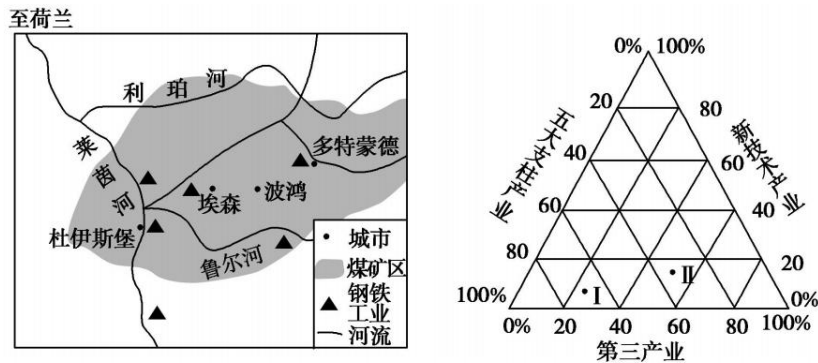 至荷兰
利珀河
莱茵河
多特蒙德
埃森
波鸿
杜伊斯堡
鲁尔河
城市
煤矿区
钢铁
工业
河流
0% 100%
20 80
40 60
60 40
80 20
100% 0%
五大支柱产业
新技术产业
Ⅰ
Ⅱ
0% 20 40 60 80 100%
第三产业